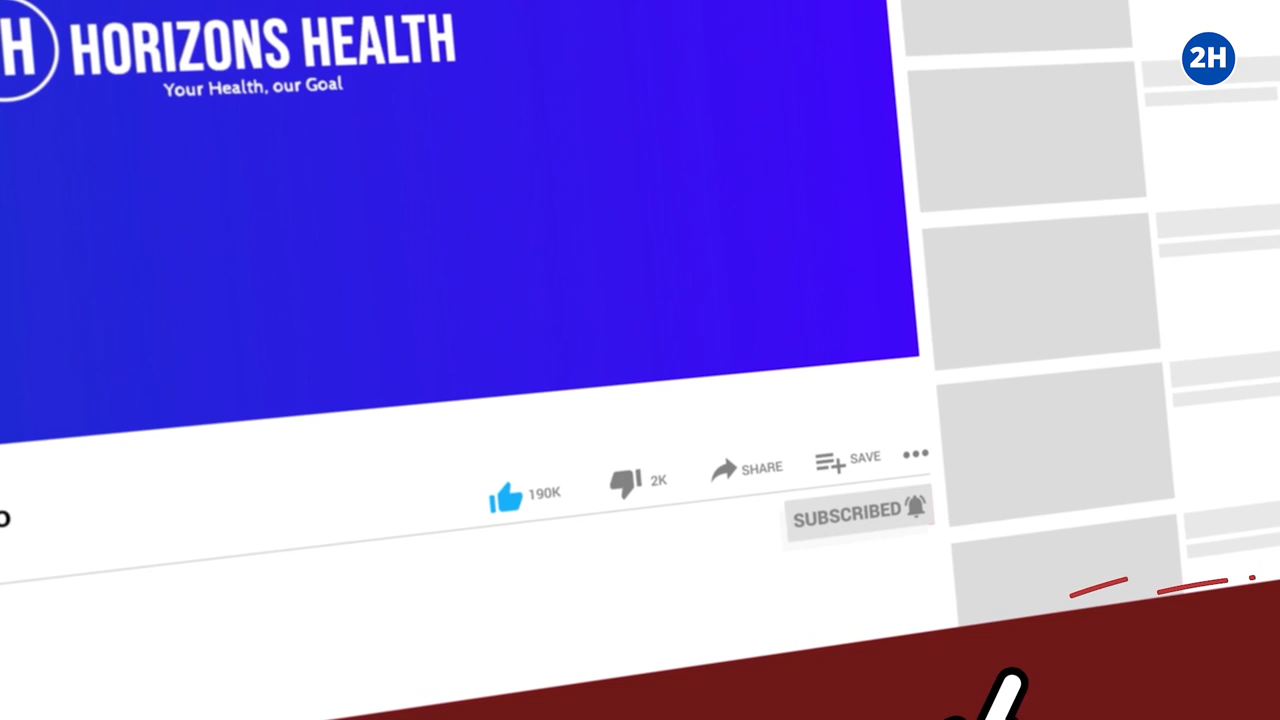 H HORIZONS HEALTH
Your Health, our Goal
2H
o
190K
2K
SHARE
SAVE
SUBSCRIBED